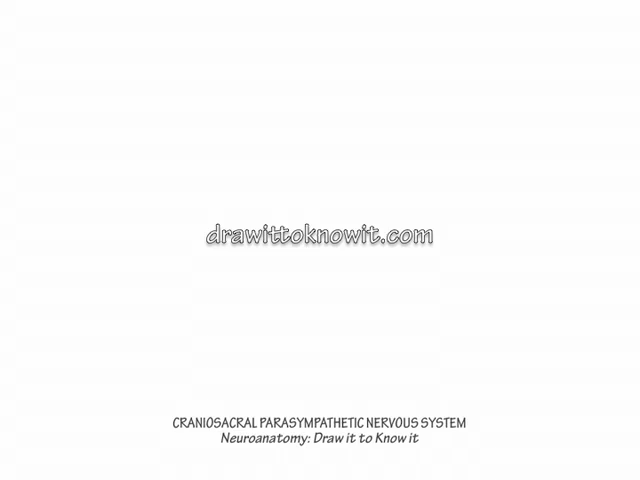 drawittoknowit.com
CRANIOSACRAL PARASYMPATHETIC NERVOUS SYSTEM
Neuroanatomy: Draw it to Know it